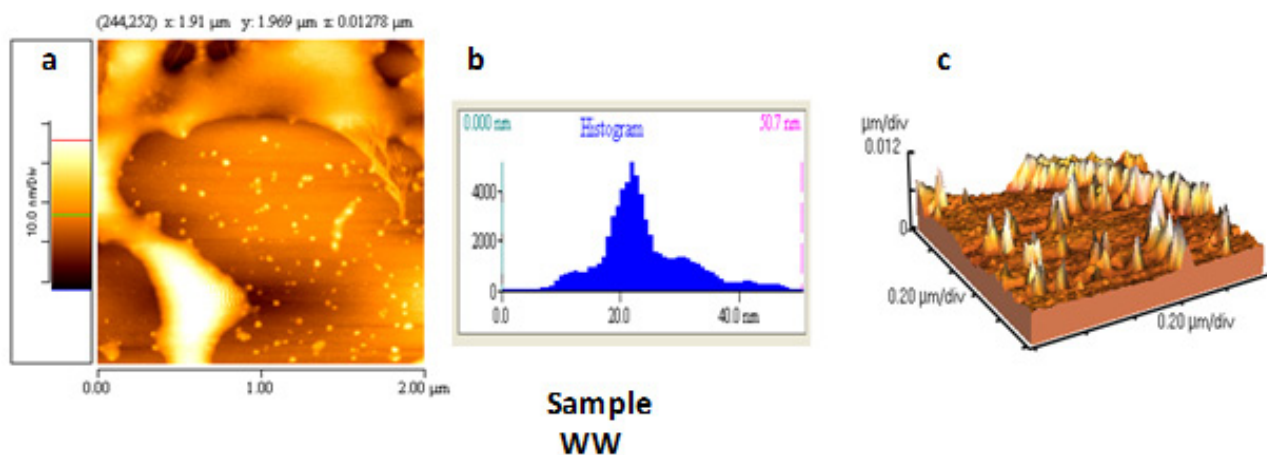 (244,252) x: 1.91 µm y: 1.969 µm z: 0.01278 µm
a
10.0 nm/Div
0.00 1.00 2.00 µm
b
0.000 nm Histogram 50.7 nm
4000
2000
0
0.0 20.0 40.0 nm
c
µm/div
0.012
0
0.20 µm/div
0.20 µm/div
Sample
WW